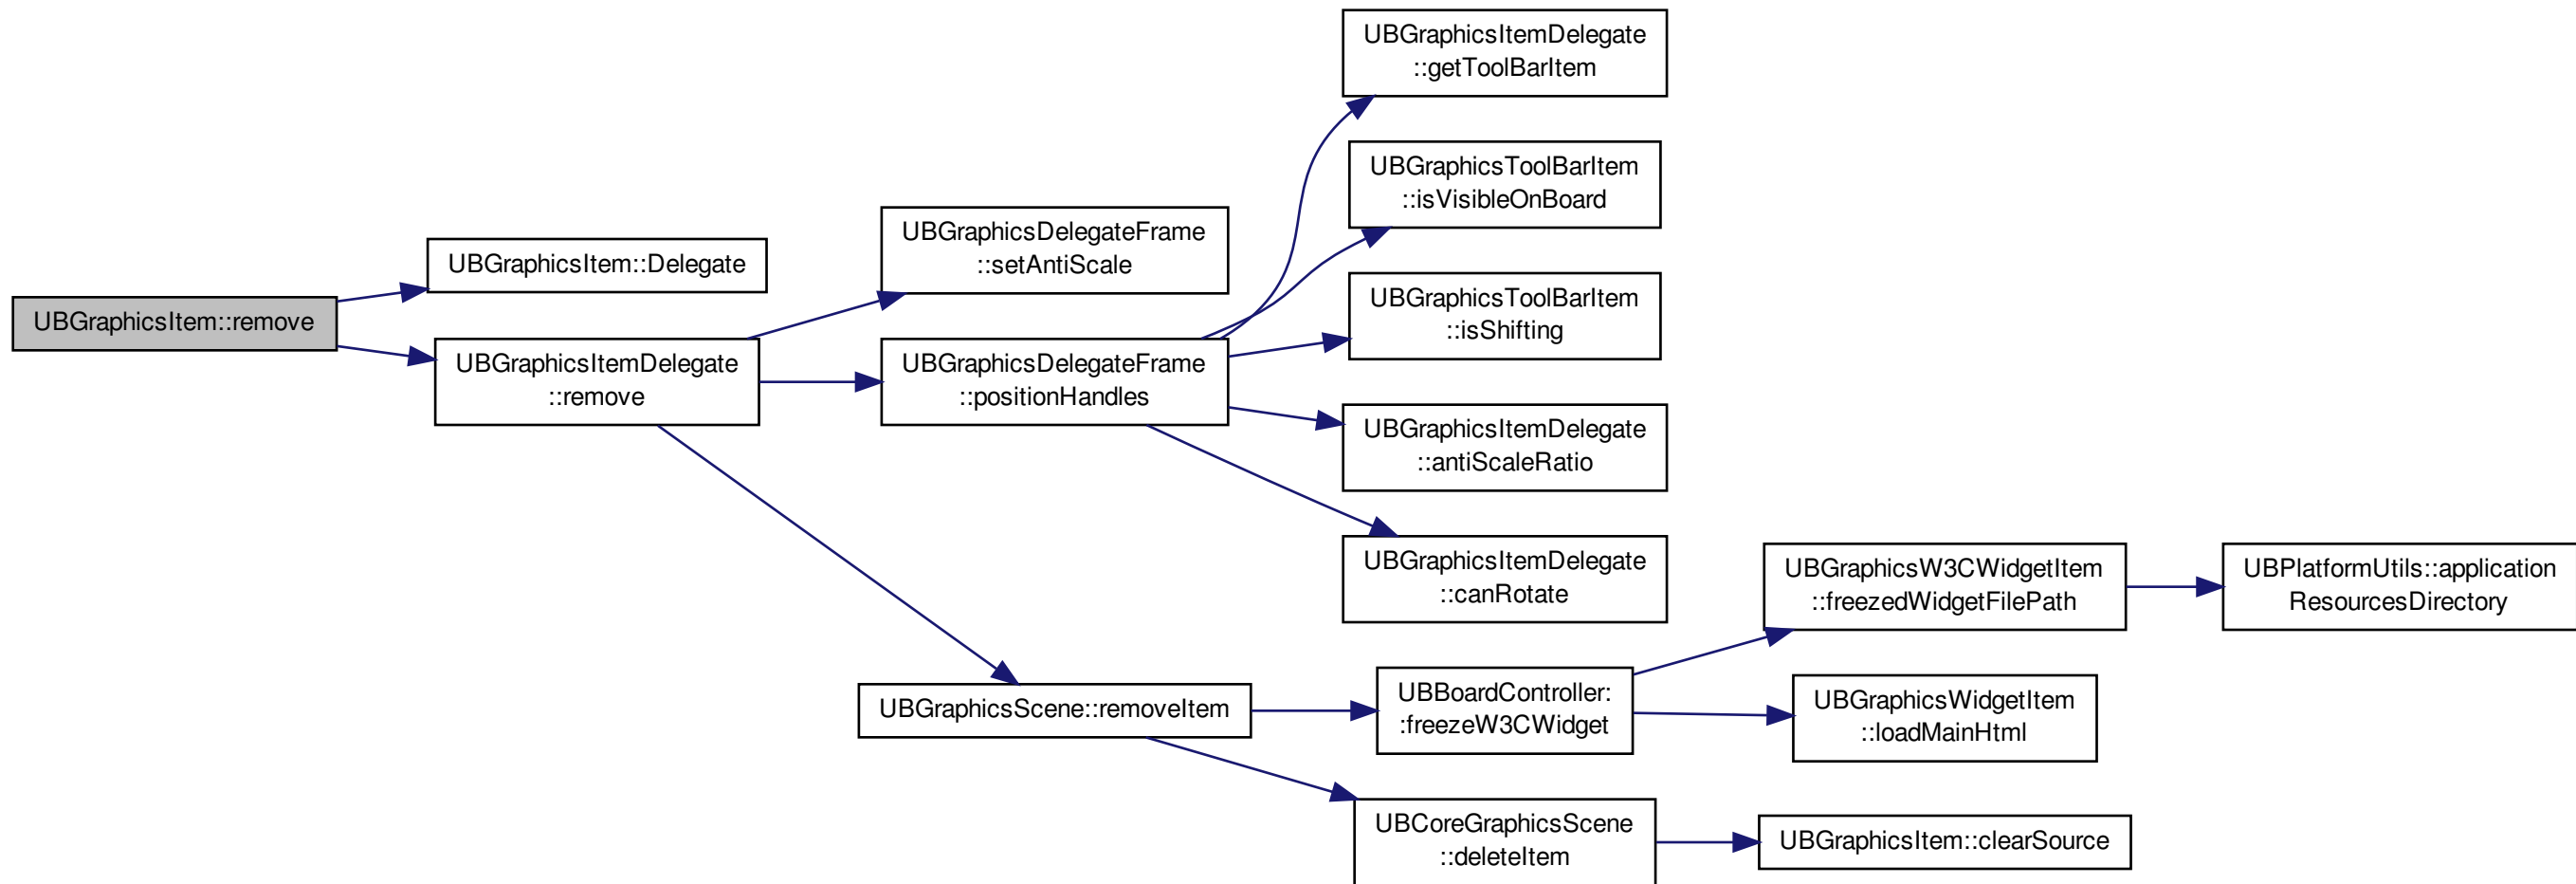 UBGraphicsItem::remove
UBGraphicsItem::Delegate
UBGraphicsItemDelegate
::remove
UBGraphicsDelegateFrame
::setAntiScale
UBGraphicsDelegateFrame
::positionHandles
UBGraphicsScene::removeItem
UBGraphicsItemDelegate
::getToolBarItem
UBGraphicsToolBarItem
::isVisibleOnBoard
UBGraphicsToolBarItem
::isShifting
UBGraphicsItemDelegate
::antiScaleRatio
UBGraphicsItemDelegate
::canRotate
UBBoardController:
:freezeW3CWidget
UBCoreGraphicsScene
::deleteItem
UBGraphicsW3CWidgetItem
::freezedWidgetFilePath
UBGraphicsWidgetItem
::loadMainHtml
UBGraphicsItem::clearSource
UBPlatformUtils::application
ResourcesDirectory